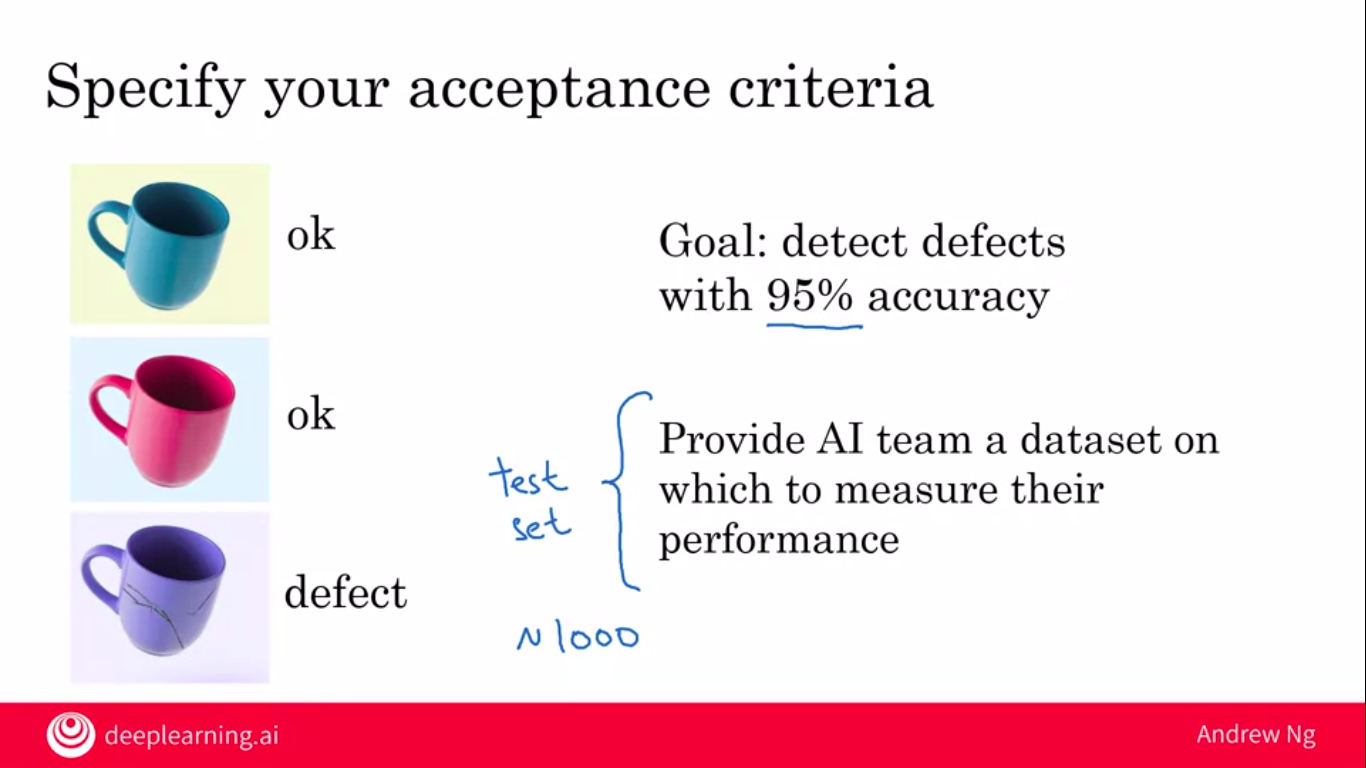 Specify your acceptance criteria
ok
ok
defect
Goal: detect defects
with 95% accuracy
test
set
Provide AI team a dataset on
which to measure their
performance
~1000
deeplearning.ai
Andrew Ng